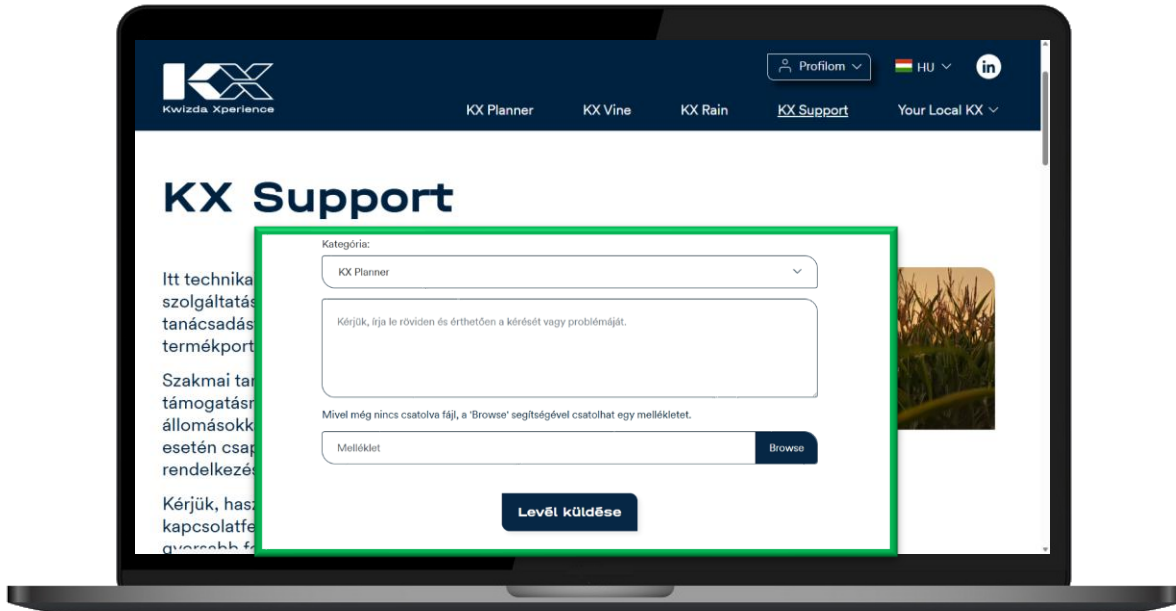 Profilom
HU
in
KX
Kwizda Xperience
KX Planner
KX Vine
KX Rain
KX Support
Your Local KX
KX Support
Itt technika
szolgáltatás
tanácsadás
termékport
Szakmai tar
támogatásr
állomásokk
esetén csap
rendelkezés
Kérjük, hasz
kapcsolatfe
Kategória:
KX Planner
Kérjük, írja le röviden és érthetően a kérését vagy problémáját.
Mivel még nincs csatolva fájl, a 'Browse' segítségével csatolhat egy mellékletet.
Melléklet
Browse
Levél küldése